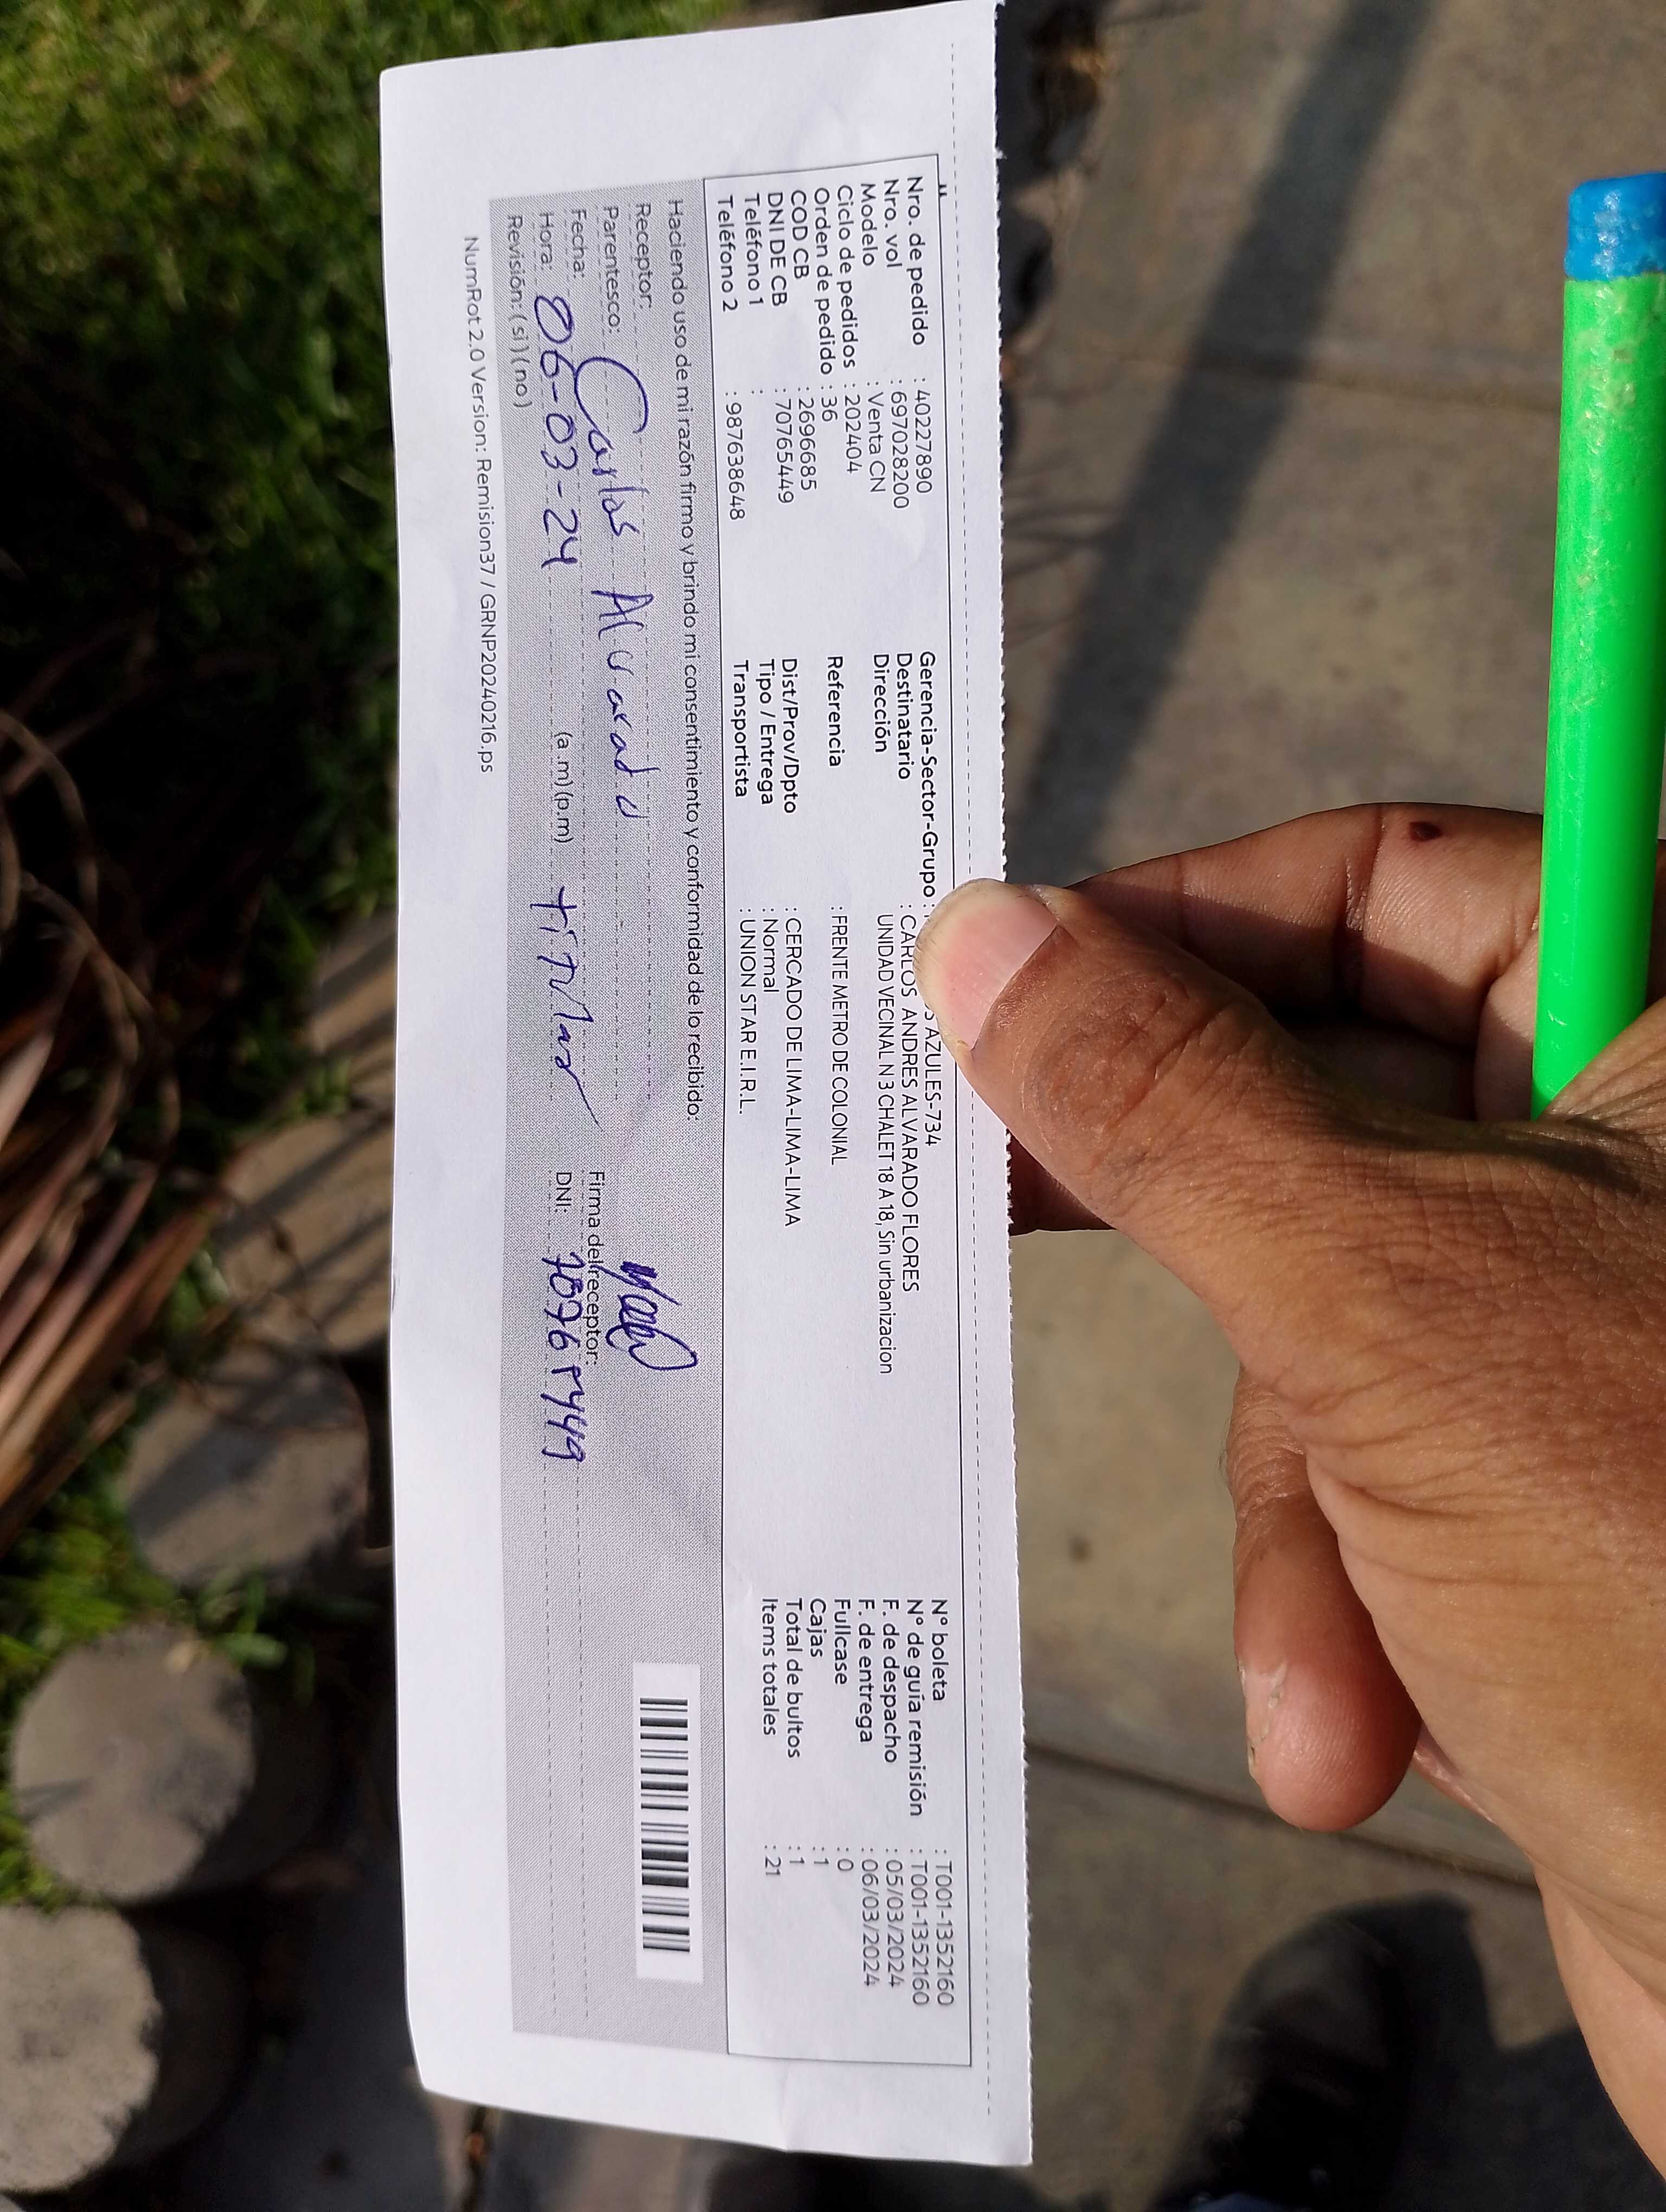 Nro. de pedido : 40227890
Nro. vol : 697028200
Modelo : Venta CN
Ciclo de pedidos : 202404
Orden de pedido : 36
COD CB : 2696685
DNI DE CB : 70765449
Teléfono 1 :
Teléfono 2 : 987638648
Gerencia-Sector-Grupo : S AZULES-734
Destinatario : CARLOS ANDRES ALVARADO FLORES
Dirección UNIDAD VECINAL N 3 CHALET 18 A 18, Sin urbanizacion
Referencia : FRENTE METRO DE COLONIAL
Dist/Prov/Dpto : CERCADO DE LIMA-LIMA-LIMA
Tipo / Entrega : Normal
Transportista : UNION STAR E.I.R.L.
N° boleta : T001-1352160
N° de guía remisión : T001-1352160
F. de despacho : 05/03/2024
F. de entrega : 06/03/2024
Fullcase : 0
Cajas : 1
Total de bultos : 1
Items totales : 21
Haciendo uso de mi razón firmo y brindo mi consentimiento y conformidad de lo recibido:
Receptor:
Parentesco: Carlos Alvarado
Fecha:
Hora: 06-03-24 (a.m) (p.m) titular
Revisión: ( si ) ( no )
Firma del receptor:
DNI: 70765449
NumRot 2.0 Version: Remision37 / GRNP20240216.ps